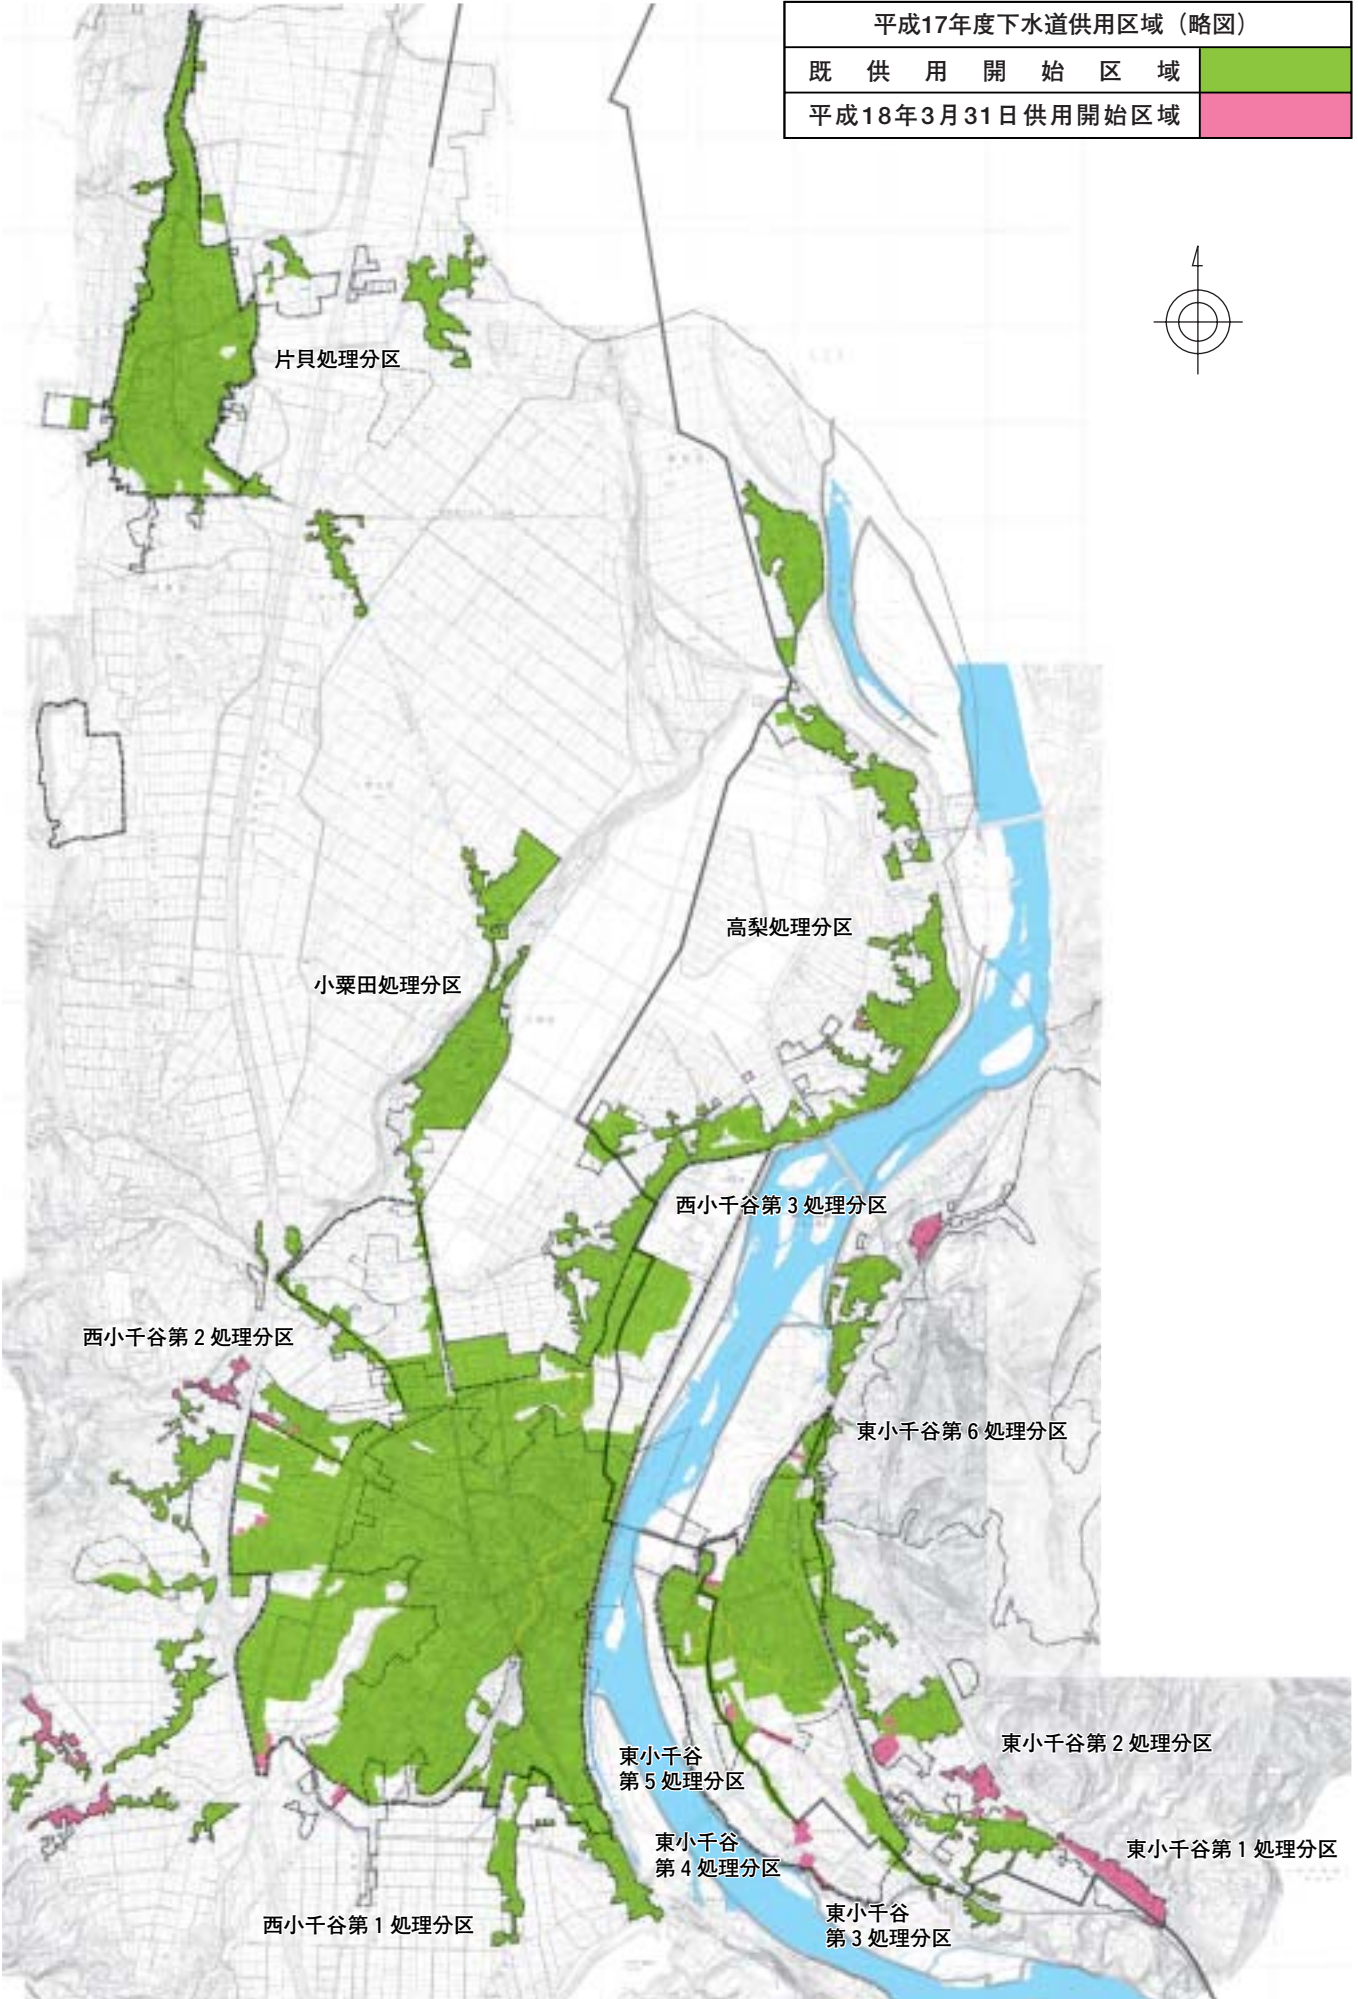 平成17年度下水道供用区域（略図）
既供用開始区域
平成18年3月31日供用開始区域
片貝処理分区
高梨処理分区
小粟田処理分区
西小千谷第3処理分区
西小千谷第2処理分区
東小千谷第6処理分区
東小千谷第2処理分区
東小千谷
第5処理分区
東小千谷
第4処理分区
東小千谷第1処理分区
東小千谷
第3処理分区
西小千谷第1処理分区